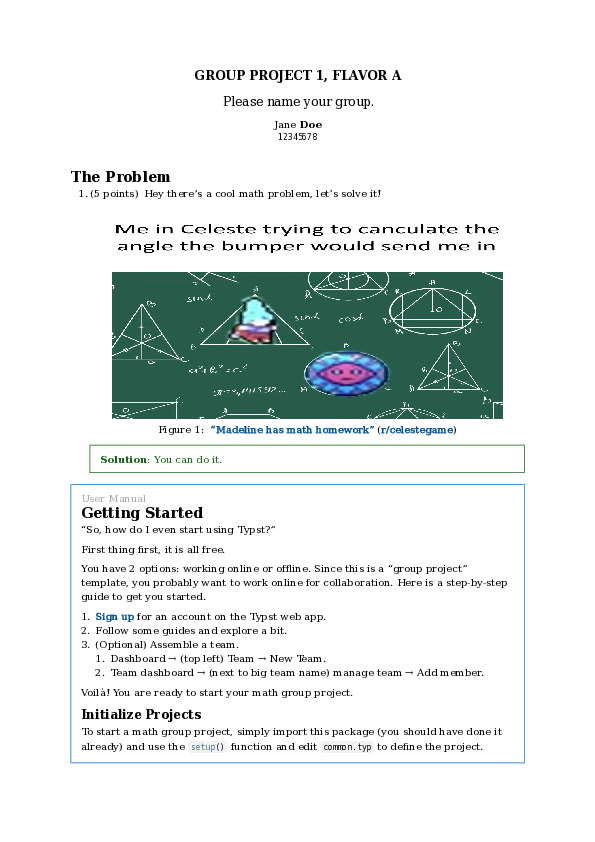 GROUP PROJECT 1, FLAVOR A
Please name your group.
Jane Doe
12345678
The Problem
1. (5 points) Hey there's a cool math problem, let's solve it!
Me in Celeste trying to canculate the
angle the bumper would send me in
Figure 1: "Madeline has math homework" (r/celestegame)
Solution: You can do it.
User Manual
Getting Started
“So, how do I even start using Typst?”
First thing first, it is all free.
You have 2 options: working online or offline. Since this is a “group project”
template, you probably want to work online for collaboration. Here is a step-by-step
guide to get you started.
1. Sign up for an account on the Typst web app.
2. Follow some guides and explore a bit.
3. (Optional) Assemble a team.
1. Dashboard → (top left) Team → New Team.
2. Team dashboard → (next to big team name) manage team → Add member.
Voilà! You are ready to start your math group project.
Initialize Projects
To start a math group project, simply import this package (you should have done it
already) and use the setup() function and edit common.typ to define the project.